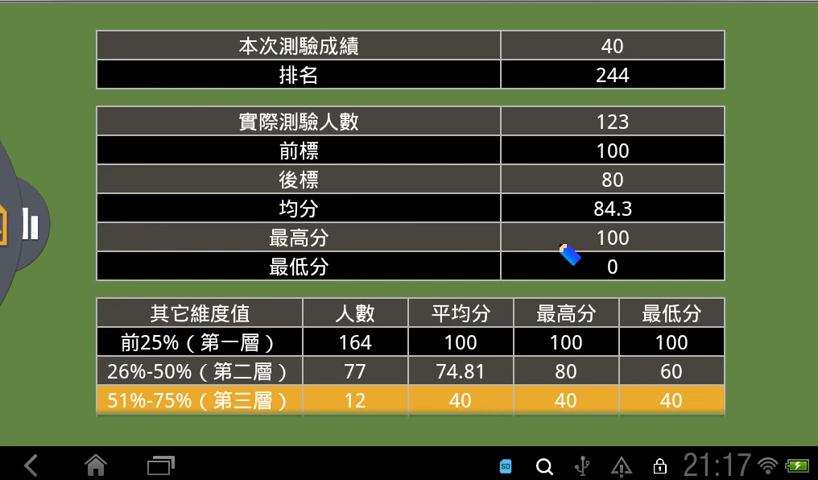 本次測驗成績 40
排名 244
實際測驗人數 123
前標 100
後標 80
均分 84.3
最高分 100
最低分 0
其它維度值 人數 平均分 最高分 最低分
前25%（第一層） 164 100 100 100
26%-50%（第二層） 77 74.81 80 60
51%-75%（第三層） 12 40 40 40
SD 21:17